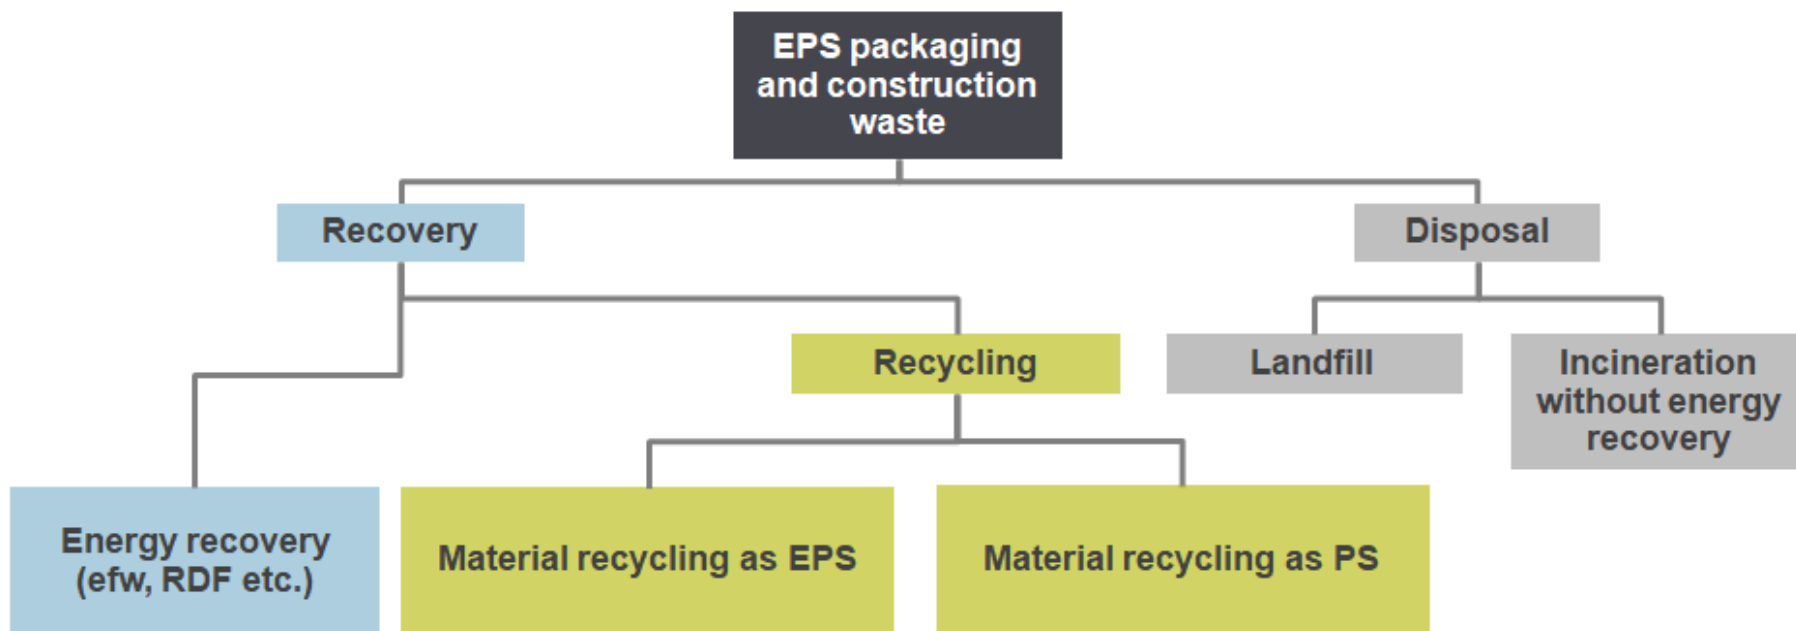 EPS packaging
and construction
waste
Recovery
Disposal
Recycling
Landfill
Incineration
without energy
recovery
Energy recovery
(efw, RDF etc.)
Material recycling as EPS
Material recycling as PS